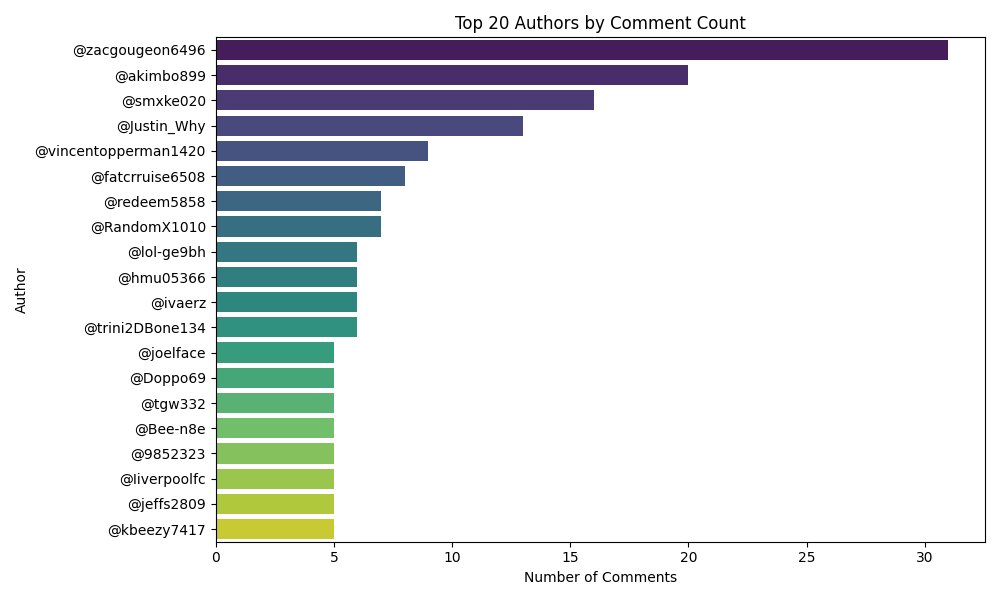 Top 20 Authors by Comment Count
@zacgougeon6496
@akimbo899
@smxke020
@Justin_Why
@vincentopperman1420
@fatcrruise6508
@redeem5858
@RandomX1010
@lol-ge9bh
@hmu05366
@ivaerz
@trini2DBone134
@joelface
@Doppo69
@tgw332
@Bee-n8e
@9852323
@Iiverpoolfc
@jeffs2809
@kbeezy7417
Author
0 5 10 15 20 25 30
Number of Comments